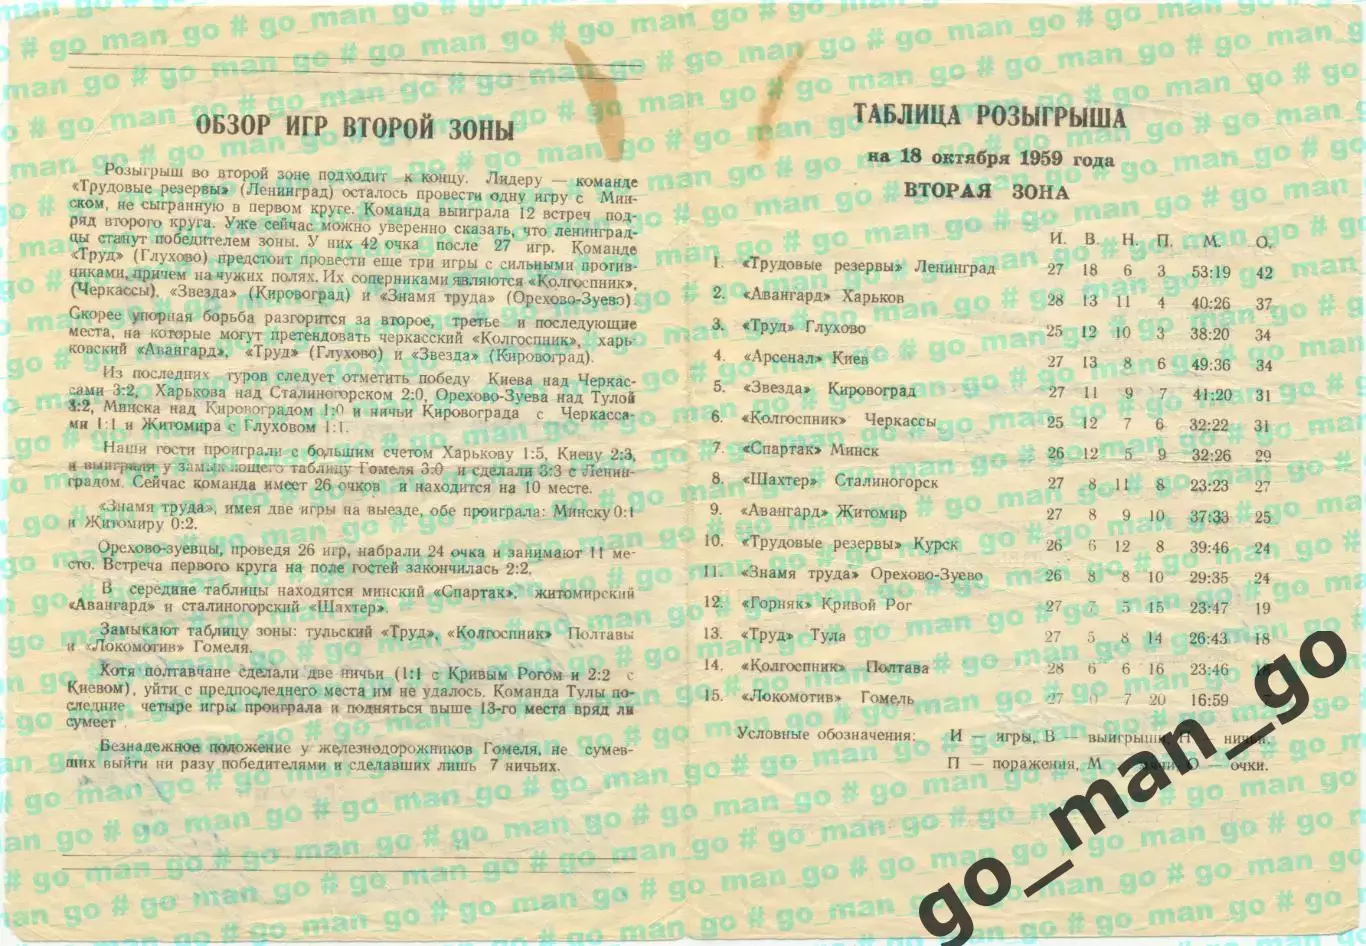 ОБЗОР ИГР ВТОРОЙ ЗОНЫ
Розыгрыш во второй зоне подходит к концу. Лидеру — команде
«Трудовые резервы» (Ленинград) осталось провести одну игру с Мин-
ском, не сыгранную в первом круге. Команда выиграла 12 встреч под-
ряд второго круга. Уже сейчас можно уверенно сказать, что ленинград-
цы станут победителем зоны. У них 42 очка после 27 игр. Команде
«Труд» (Глухово) предстоит провести еще три игры с сильными против-
никами, причем на чужих полях. Их соперниками являются «Колгоспник»,
(Черкассы), «Звезда» (Кировоград) и «Знамя труда» (Орехово-Зуево)
Скорее упорная борьба разгорится за второе, третье и последующие
места, на которые могут претендовать черкасский «Колгоспник», харь
ковский «Авангард», «Труд» (Глухово) и «Звезда» (Кировоград).
Из последних туров следует отметить победу Киева над Черкас-
сами 3:2, Харькова над Сталиногорском 2:0, Орехово-Зуева над Тулой
3:2, Минска над Кировоградом 1:0 и ничьи Кировограда с Черкасса-
ми 1:1 и Житомира с Глуховом 1:1.
Наши гости проиграли с большим счетом Харькову 1:5, Киеву 2:3,
и выиграли у замыкающего таблицу Гомеля 3:0 и сделали 3:3 с Ленин-
градом. Сейчас команда имеет 26 очков и находится на 10 месте.
«Знамя труда», имея две игры на выезде, обе проиграла: Минску 0:1
и Житомиру 0:2.
Орехово-зуевцы, проведя 26 игр, набрали 24 очка и занимают 11 ме-
сто. Встреча первого круга на поле гостей закончилась 2:2.
В середине таблицы находятся минский «Спартак», житомирский
«Авангард» и сталиногорский «Шахтер».
Замыкают таблицу зоны: тульский «Труд», «Колгоспник» Полтавы
и «Локомотив» Гомеля.
Хотя полтавчане сделали две ничьи (1:1 с Кривым Рогом и 2:2 с
Киевом), уйти с предпоследнего места им не удалось. Команда Тулы по-
следние четыре игры проиграла и подняться выше 13-го места вряд ли
сумеет
Безнадежное положение у железнодорожников Гомеля, не сумев-
ших выйти ни разу победителями и сделавших лишь 7 ничьих.
ТАБЛИЦА РОЗЫГРЫША
на 18 октября 1959 года
ВТОРАЯ ЗОНА
И. В. Н. П. М. О.
1. «Трудовые резервы» Ленинград 27 18 6 3 53:19 42
2. «Авангард» Харьков 28 13 11 4 40:26 37
3. «Труд» Глухово 25 12 10 3 38:20 34
4. «Арсенал» Киев 27 13 8 6 49:36 34
5. «Звезда» Кировоград 27 11 9 7 41:20 31
6. «Колгоспник» Черкассы 25 12 7 6 32:22 31
7. «Спартак» Минск 26 12 5 9 32:26 29
8. «Шахтер» Сталиногорск 27 8 11 8 23:23 27
9. «Авангард» Житомир 27 8 9 10 37:33 25
10. «Трудовые резервы» Курск 26 6 12 8 39:46 24
11. «Знамя труда» Орехово-Зуево 26 8 8 10 29:35 24
12. «Горняк» Кривой Рог 27 7 5 15 23:47 19
13. «Труд» Тула 27 5 8 14 26:43 18
14. «Колгоспник» Полтава 28 6 6 16 23:46
15. «Локомотив» Гомель 27 0 7 20 16:59
Условные обозначения: И — игры, В — выигрыши, Н — ничьи.
П — поражения, М — О — очки.
go_man_go